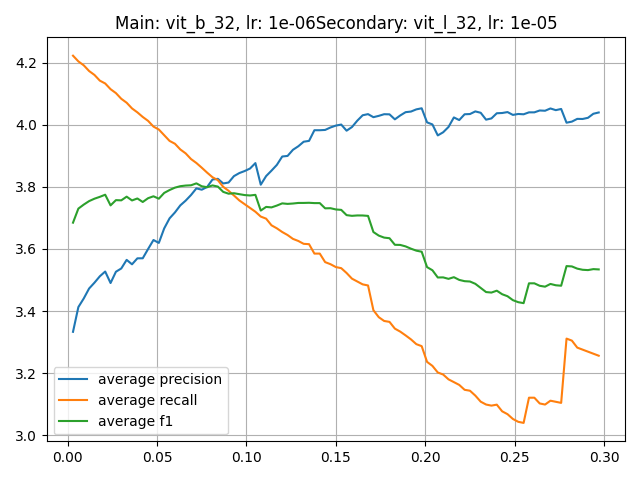 Main: vit_b_32, lr: 1e-06Secondary: vit_l_32, lr: 1e-05
4.2
4.0
3.8
3.6
3.4
3.2
3.0
average precision
average recall
average f1
0.00 0.05 0.10 0.15 0.20 0.25 0.30